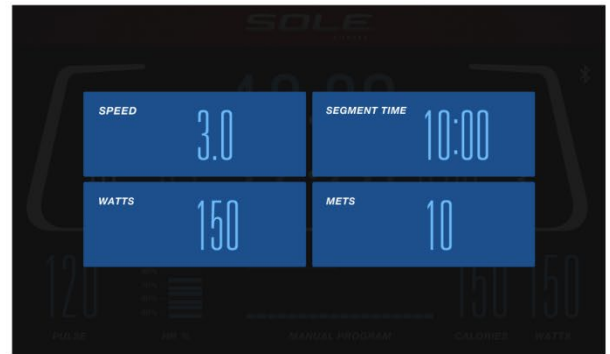 SOLE
SPEED
3.0
SEGMENT TIME
10:00
WATTS
150
METS
10
120
150
150
PULSE
HR %
MANUAL PROGRAM
CALORIES
WATTS